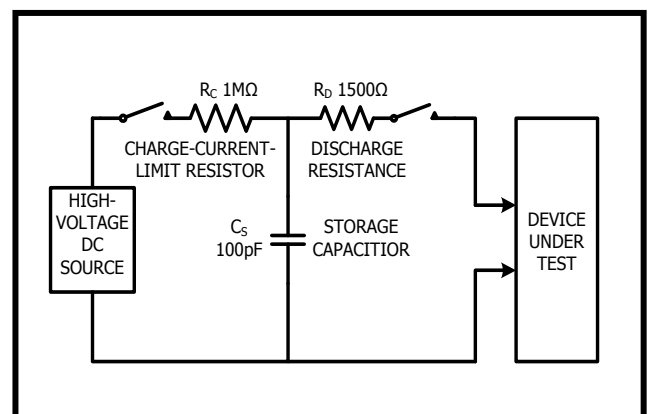 R_C 1MΩ
R_D 1500Ω
CHARGE-CURRENT-
LIMIT RESISTOR
DISCHARGE
RESISTANCE
HIGH-
VOLTAGE
DC
SOURCE
C_S
100pF
STORAGE
CAPACITIOR
DEVICE
UNDER
TEST